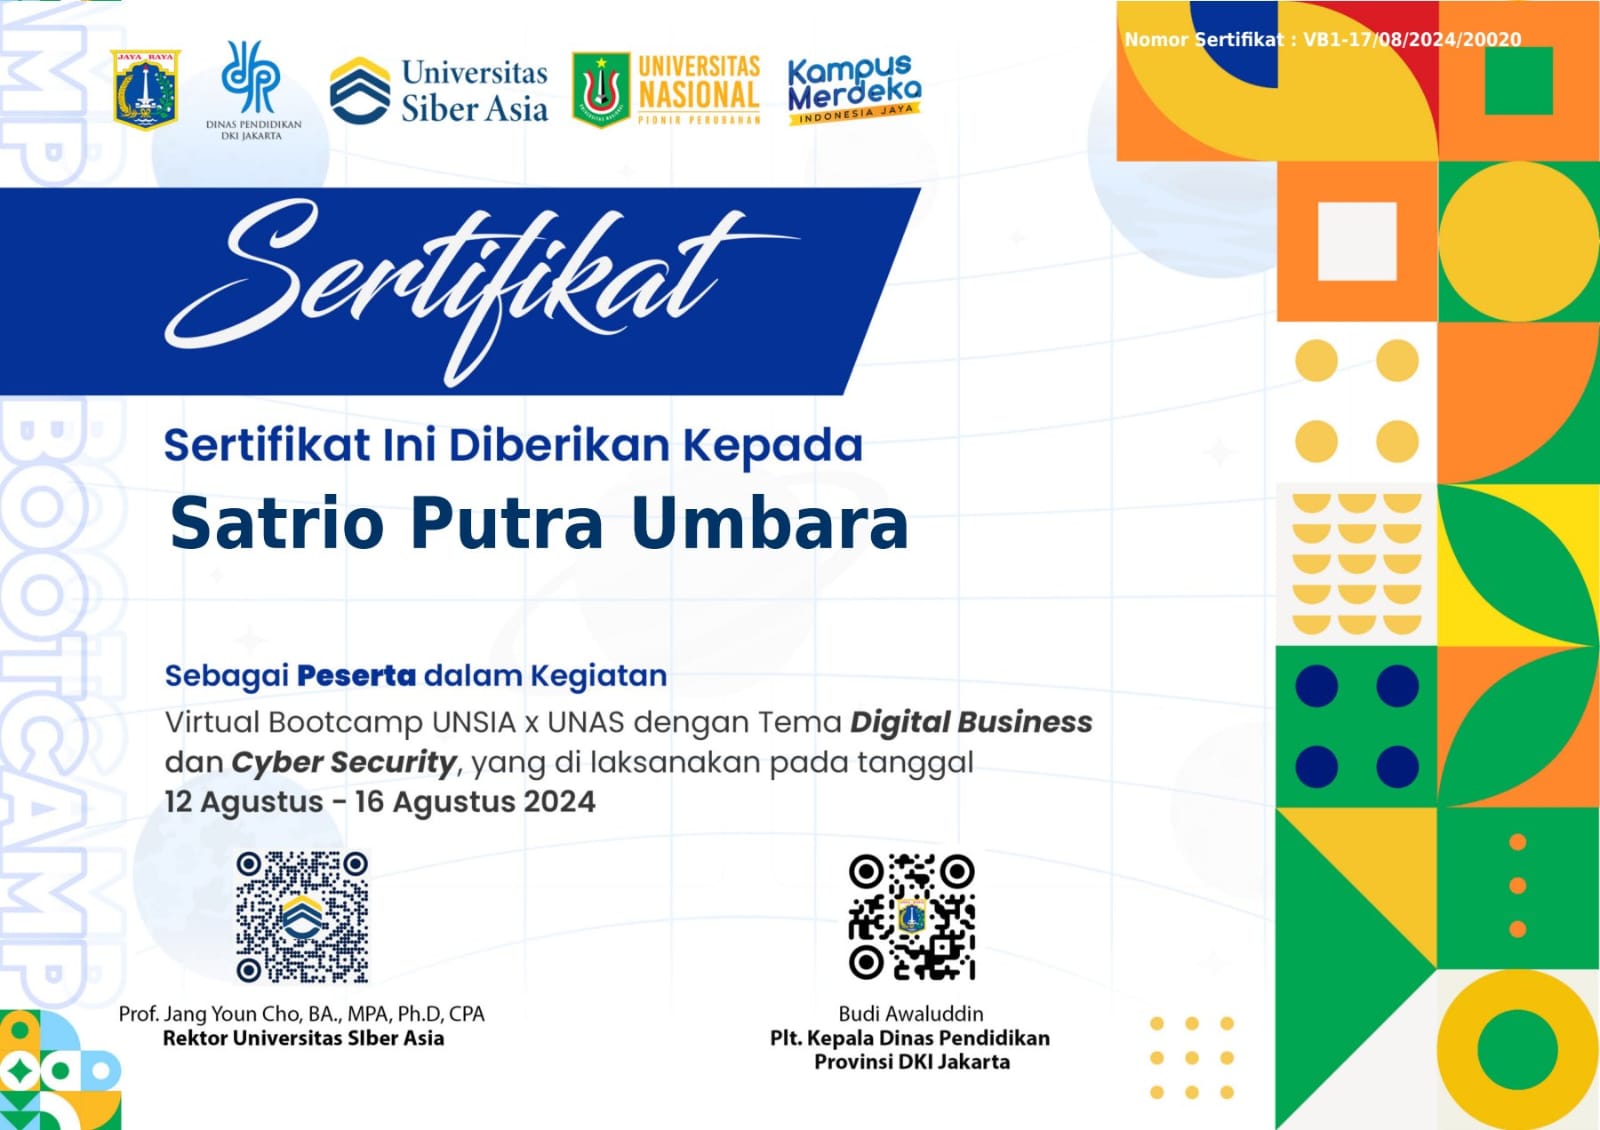 Nomor Sertifikat : VB1-17/08/2024/20020
JAYA RAYA
DINAS PENDIDIKAN
DKI JAKARTA
Universitas
Siber Asia
UNIVERSITAS
NASIONAL
PIONIR PERUBAHAN
Kampus
Merdeka
INDONESIA JAYA
Sertifikat
Sertifikat Ini Diberikan Kepada
Satrio Putra Umbara
Sebagai Peserta dalam Kegiatan
Virtual Bootcamp UNSIA x UNAS dengan Tema Digital Business
dan Cyber Security, yang di laksanakan pada tanggal
12 Agustus - 16 Agustus 2024
Prof. Jang Youn Cho, BA., MPA, Ph.D, CPA
Rektor Universitas SIber Asia
Budi Awaluddin
Plt. Kepala Dinas Pendidikan
Provinsi DKI Jakarta
MP
BOOTCAMP